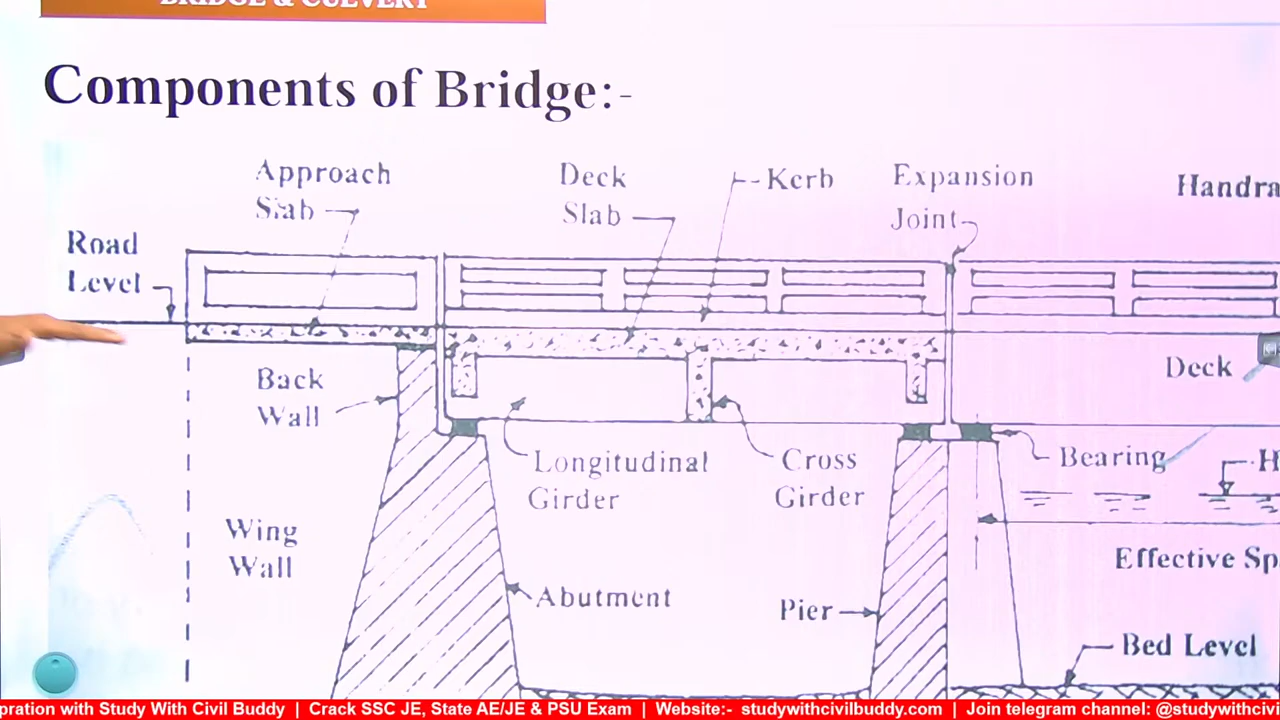 BRIDGE & CULVERT
Components of Bridge:-
Approach
Slab
Deck
Slab
Kerb
Expansion
Joint
Handra
Road
Level
Back
Wall
Deck
Longitudinal
Girder
Cross
Girder
Bearing
H
Wing
Wall
Effective Sp
Abutment
Pier
Bed Level
pration with Study With Civil Buddy | Crack SSC JE, State AE/JE & PSU Exam | Website:- studywithcivilbuddy.com | Join telegram channel: @studywithcivi